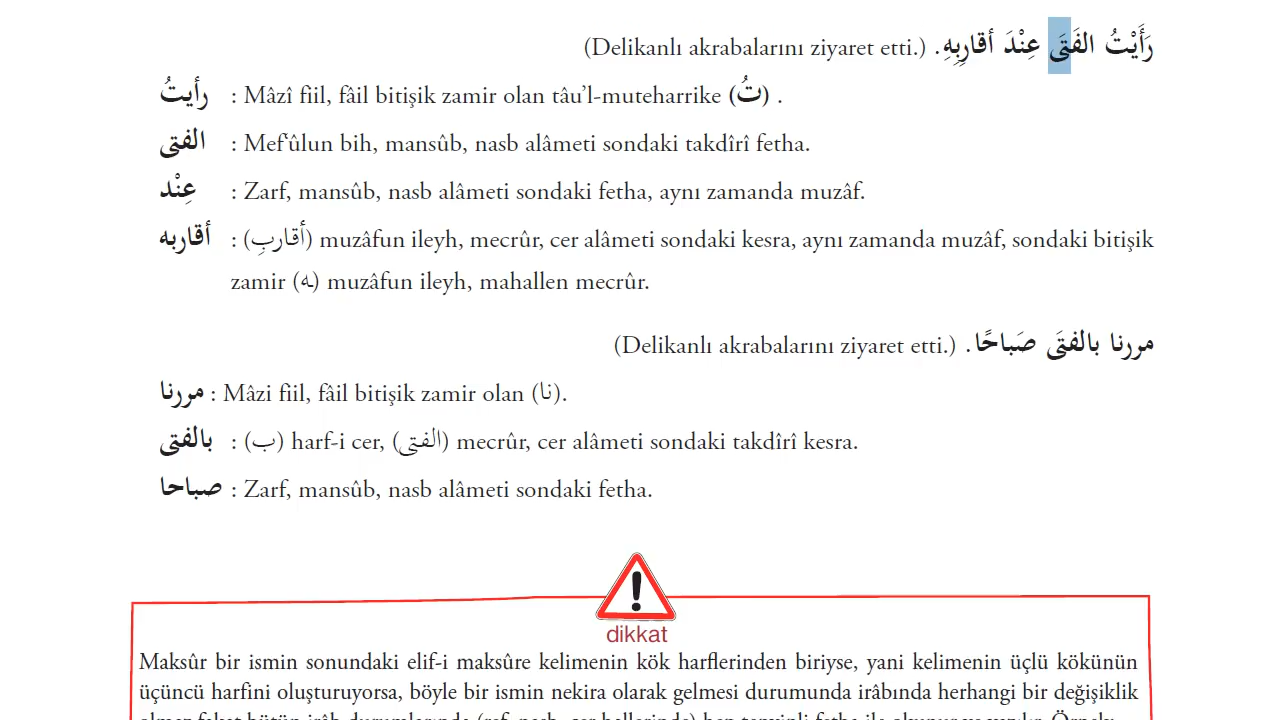 رَأَيْتُ الفَتَى عِنْدَ أقارِبِهِ. (Delikanlı akrabalarını ziyaret etti.)
رأيتُ : Mâzî fiil, fâil bitişik zamir olan tâu’l-muteharrike (تُ) .
الفتى : Mef‘ûlun bih, mansûb, nasb alâmeti sondaki takdîrî fetha.
عِنْد : Zarf, mansûb, nasb alâmeti sondaki fetha, aynı zamanda muzâf.
أقاربه : (أقاربِ) muzâfun ileyh, mecrûr, cer alâmeti sondaki kesra, aynı zamanda muzâf, sondaki bitişik
zamir (ـه) muzâfun ileyh, mahallen mecrûr.
مررنا بالفتَى صَباحًا. (Delikanlı akrabalarını ziyaret etti.)
مررنا : Mâzi fiil, fâil bitişik zamir olan (نا).
بالفتى : (ب) harf-i cer, (الفتى) mecrûr, cer alâmeti sondaki takdîrî kesra.
صباحا : Zarf, mansûb, nasb alâmeti sondaki fetha.
dikkat
Maksûr bir ismin sonundaki elif-i maksûre kelimenin kök harflerinden biriyse, yani kelimenin üçlü kökünün
üçüncü harfini oluşturuyorsa, böyle bir ismin nekira olarak gelmesi durumunda irâbında herhangi bir değişiklik